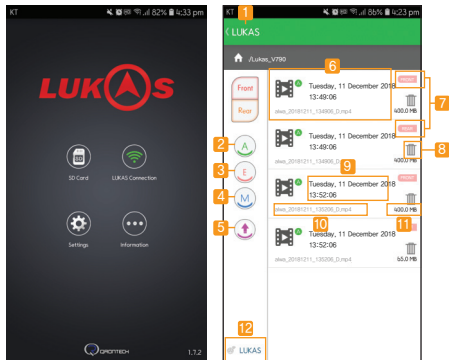 KT 82% 4:33 pm
LUKAS
SD Card
LUKAS Connection
Settings
Information
QRONTECH
1.7.2
KT 86% 4:23 pm
1
LUKAS
/Lukas_V790
6
Front
Rear
Tuesday, 11 December 2018
13:49:06
400.0 MB
7
2
A
Tuesday, 11 December 2018
13:49:06
400.0 MB
8
3
E
9
4
M
Tuesday, 11 December 2018
13:52:06
400.0 MB
10
11
5
Tuesday, 11 December 2018
13:52:06
65.0 MB
12
LUKAS